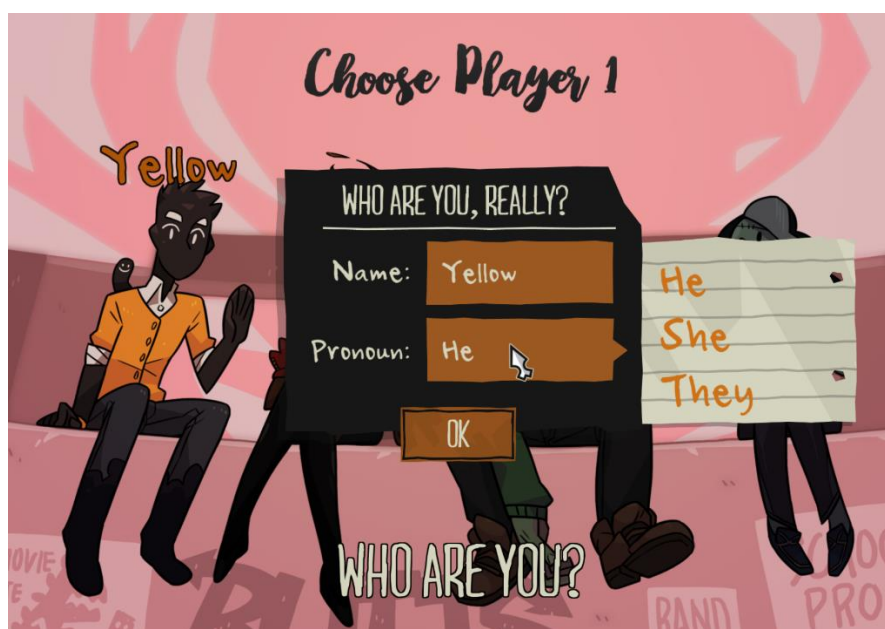 Choose Player 1
Yellow
WHO ARE YOU, REALLY?
Name: Yellow
Pronoun: He
He
She
They
OK
WHO ARE YOU?
BAND
PRO